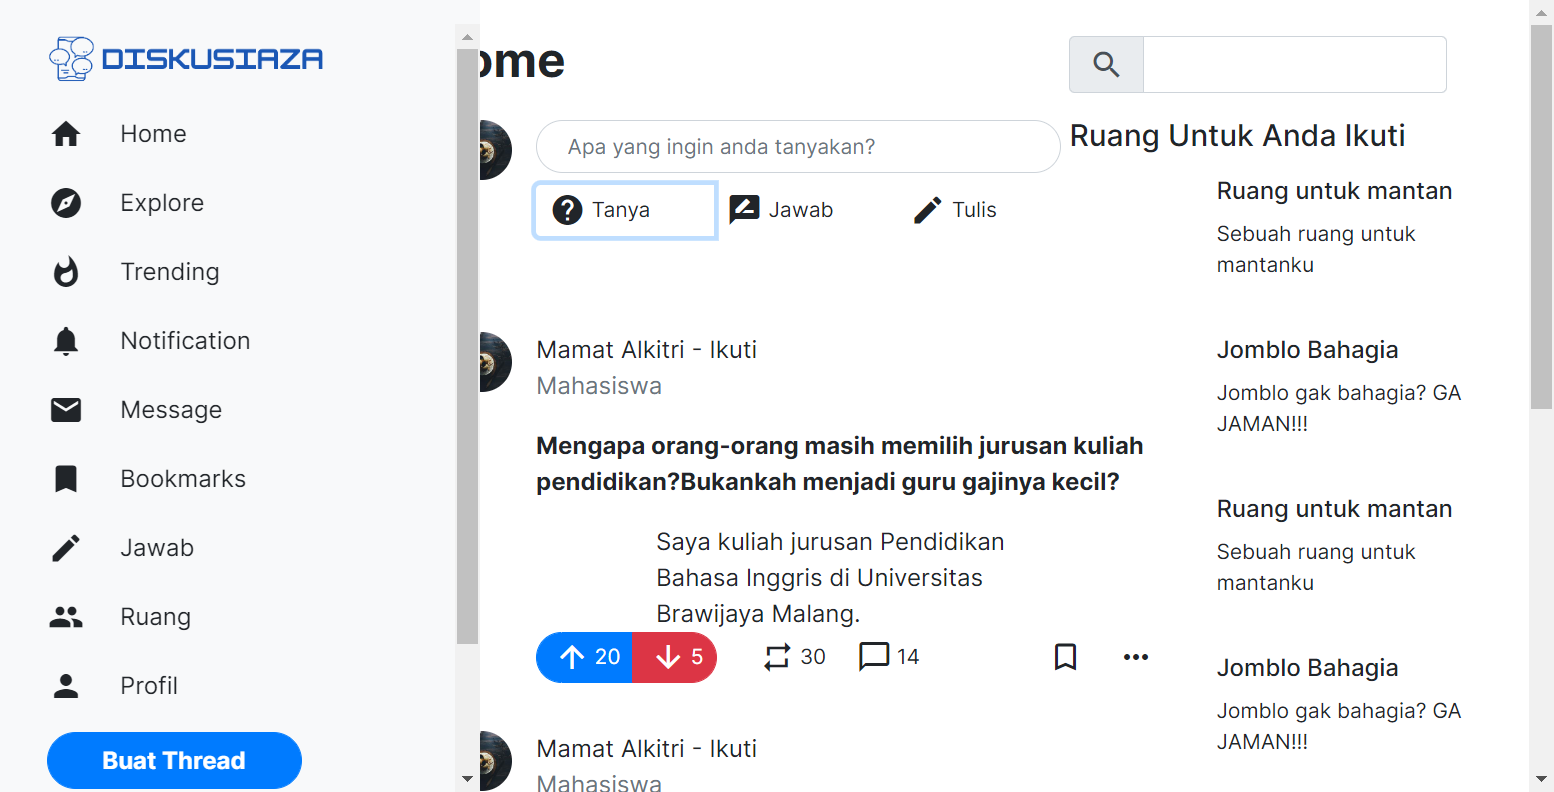 DISKUSIAZA
Home
Explore
Trending
Notification
Message
Bookmarks
Jawab
Ruang
Profil
Buat Thread
ome
Apa yang ingin anda tanyakan?
Tanya
Jawab
Tulis
Mamat Alkitri - Ikuti
Mahasiswa
Mengapa orang-orang masih memilih jurusan kuliah
pendidikan?Bukankah menjadi guru gajinya kecil?
Saya kuliah jurusan Pendidikan
Bahasa Inggris di Universitas
Brawijaya Malang.
20 5 30 14
Mamat Alkitri - Ikuti
Mahasiswa
Ruang Untuk Anda Ikuti
Ruang untuk mantan
Sebuah ruang untuk
mantanku
Jomblo Bahagia
Jomblo gak bahagia? GA
JAMAN!!!
Ruang untuk mantan
Sebuah ruang untuk
mantanku
Jomblo Bahagia
Jomblo gak bahagia? GA
JAMAN!!!